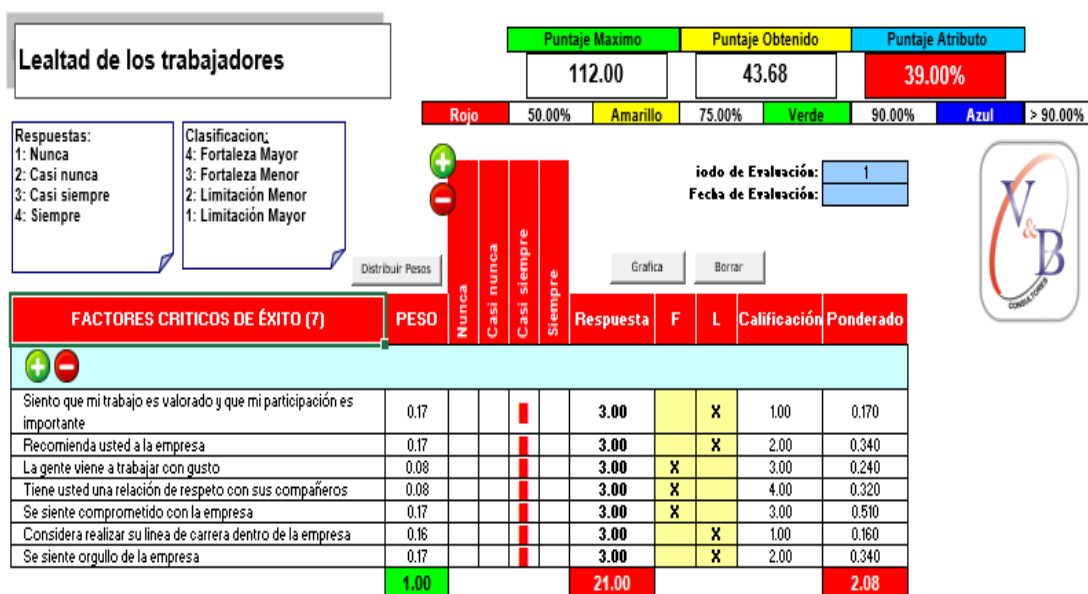 Lealtad de los trabajadores
Puntaje Maximo Puntaje Obtenido Puntaje Atributo
112.00 43.68 39.00%
Rojo 50.00% Amarillo 75.00% Verde 90.00% Azul > 90.00%
Respuestas:
1: Nunca
2: Casi nunca
3: Casi siempre
4: Siempre
Clasificacion:
4: Fortaleza Mayor
3: Fortaleza Menor
2: Limitación Menor
1: Limitación Mayor
iodo de Evaluación: 1
Fecha de Evaluación:
V&B
CONSULTORES
Distribuir Pesos
Grafica Borrar
FACTORES CRITICOS DE ÉXITO (7) PESO Nunca Casi nunca Casi siempre Siempre Respuesta F L Calificación Ponderado
Siento que mi trabajo es valorado y que mi participación es
importante 0.17 3.00 X 1.00 0.170
Recomienda usted a la empresa 0.17 3.00 X 2.00 0.340
La gente viene a trabajar con gusto 0.08 3.00 X 3.00 0.240
Tiene usted una relación de respeto con sus compañeros 0.08 3.00 X 4.00 0.320
Se siente comprometido con la empresa 0.17 3.00 X 3.00 0.510
Considera realizar su linea de carrera dentro de la empresa 0.16 3.00 X 1.00 0.160
Se siente orgullo de la empresa 0.17 3.00 X 2.00 0.340
1.00 21.00 2.08